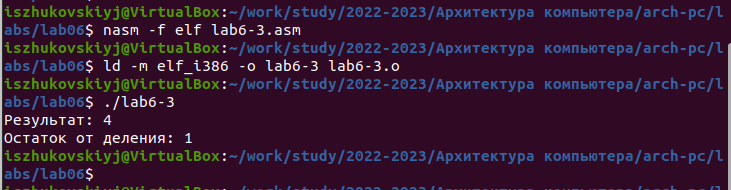 iszhukovskiyj@VirtualBox:~/work/study/2022-2023/Архитектура компьютера/arch-pc/l
abs/lab06$ nasm -f elf lab6-3.asm
iszhukovskiyj@VirtualBox:~/work/study/2022-2023/Архитектура компьютера/arch-pc/l
abs/lab06$ ld -m elf_i386 -o lab6-3 lab6-3.o
iszhukovskiyj@VirtualBox:~/work/study/2022-2023/Архитектура компьютера/arch-pc/l
abs/lab06$ ./lab6-3
Результат: 4
Остаток от деления: 1
iszhukovskiyj@VirtualBox:~/work/study/2022-2023/Архитектура компьютера/arch-pc/l
abs/lab06$